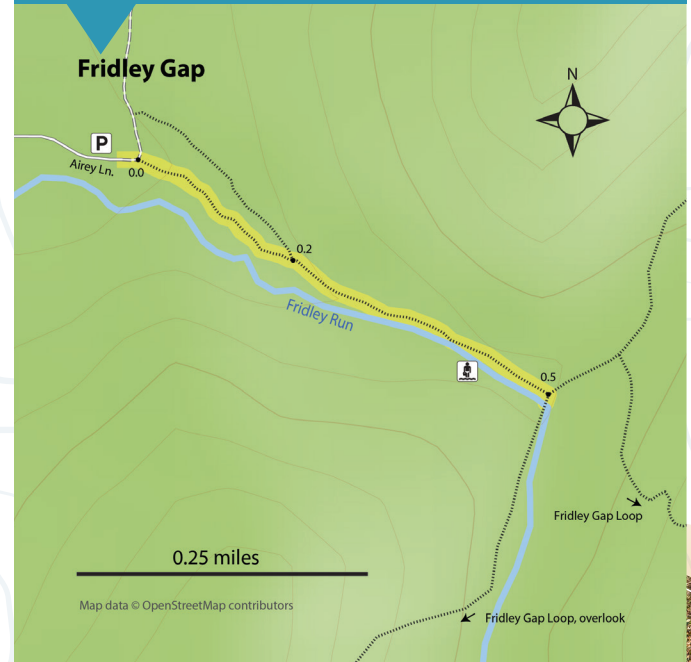 Fridley Gap
N
P
Airey Ln.
0.0
0.2
Fridley Run
0.5
Fridley Gap Loop
0.25 miles
Map data © OpenStreetMap contributors
Fridley Gap Loop, overlook